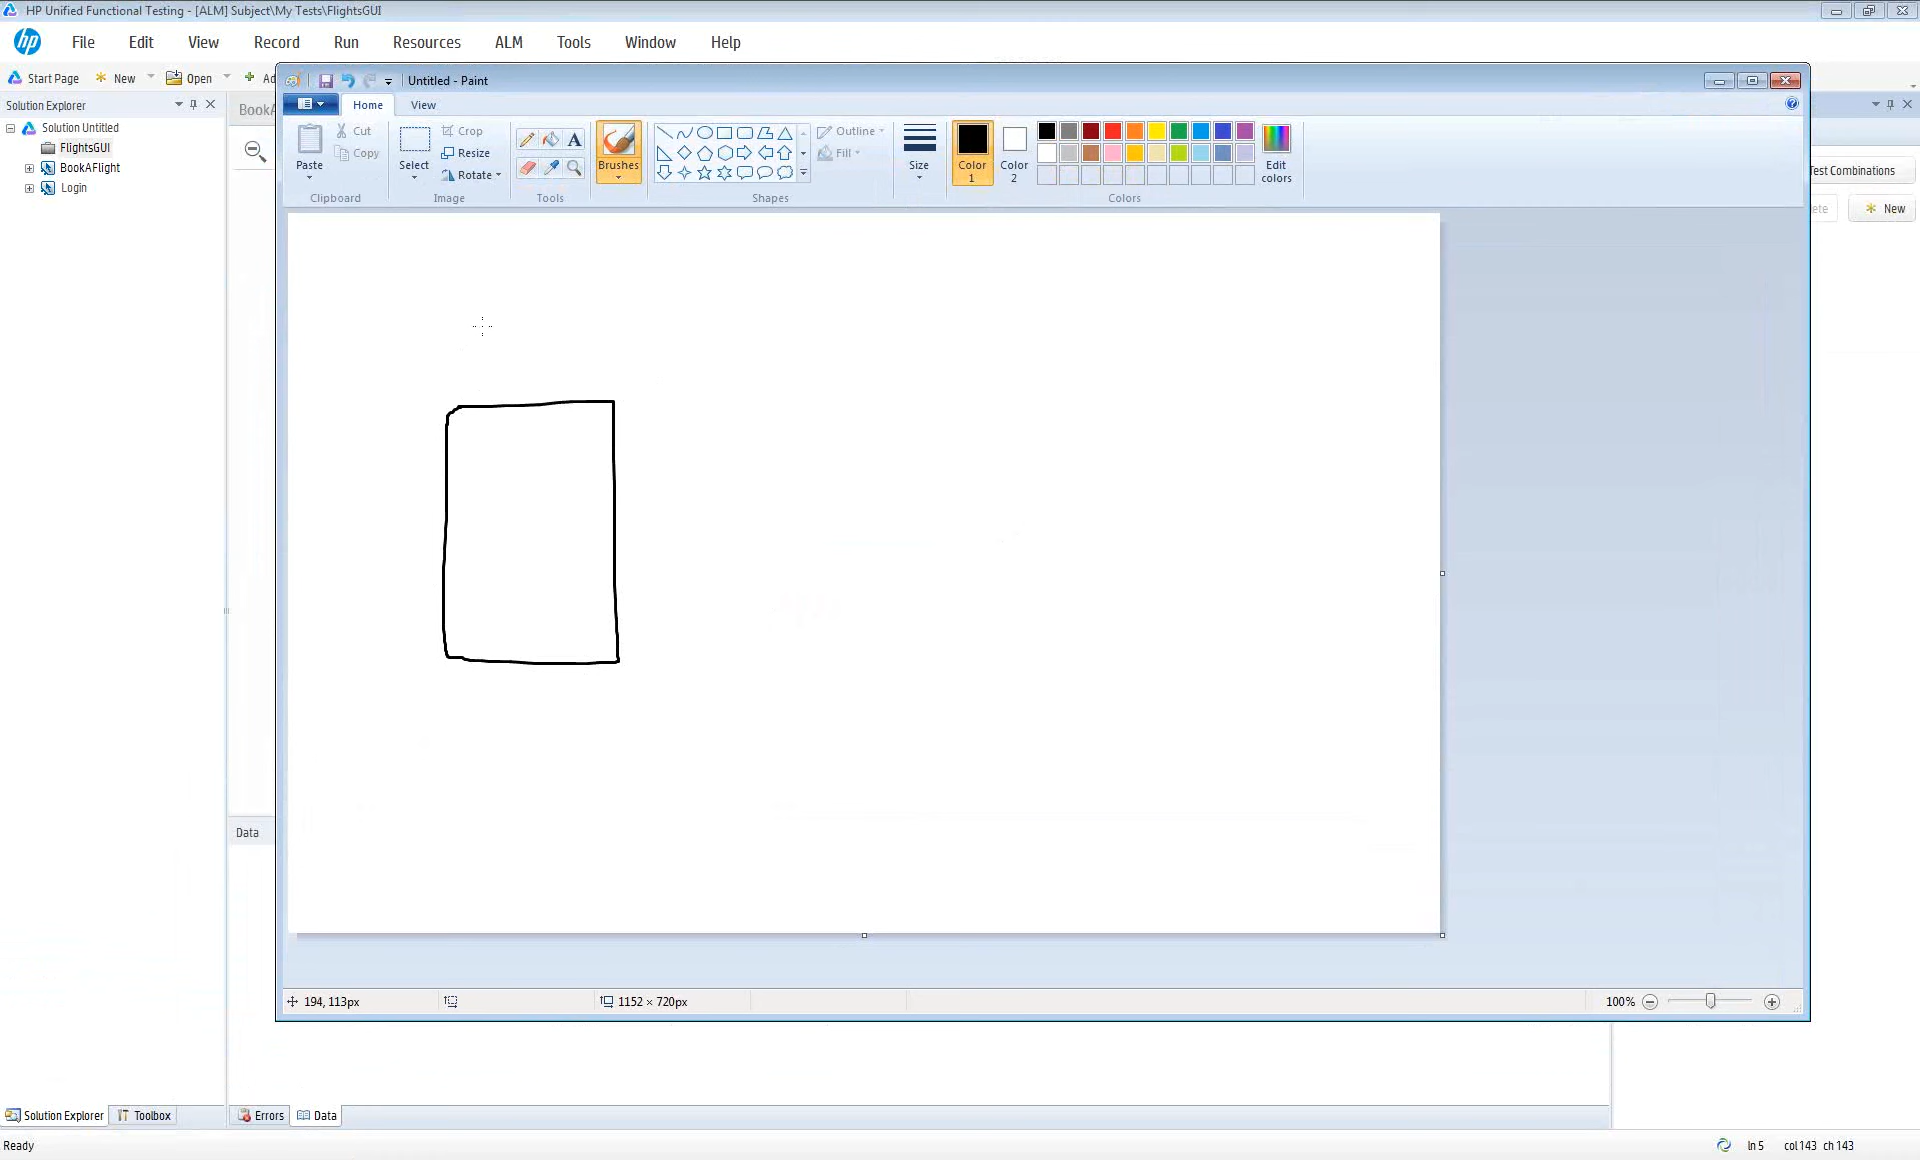 HP Unified Functional Testing - [ALM] Subject\My Tests\FlightsGUI
hp File Edit View Record Run Resources ALM Tools Window Help
Start Page New Open
Untitled - Paint
Solution Explorer
Home View
Solution Untitled
FlightsGUI
BookAFlight
Login
Paste
Cut
Copy
Clipboard
Select
Crop
Resize
Rotate
Image
A
Tools
Brushes
Shapes
Outline
Fill
Size
Color
1
Color
2
Edit
colors
Colors
Test Combinations
New
Data
194, 113px
1152 × 720px
100%
Solution Explorer Toolbox
Errors Data
Ready
ln 5 col 143 ch 143